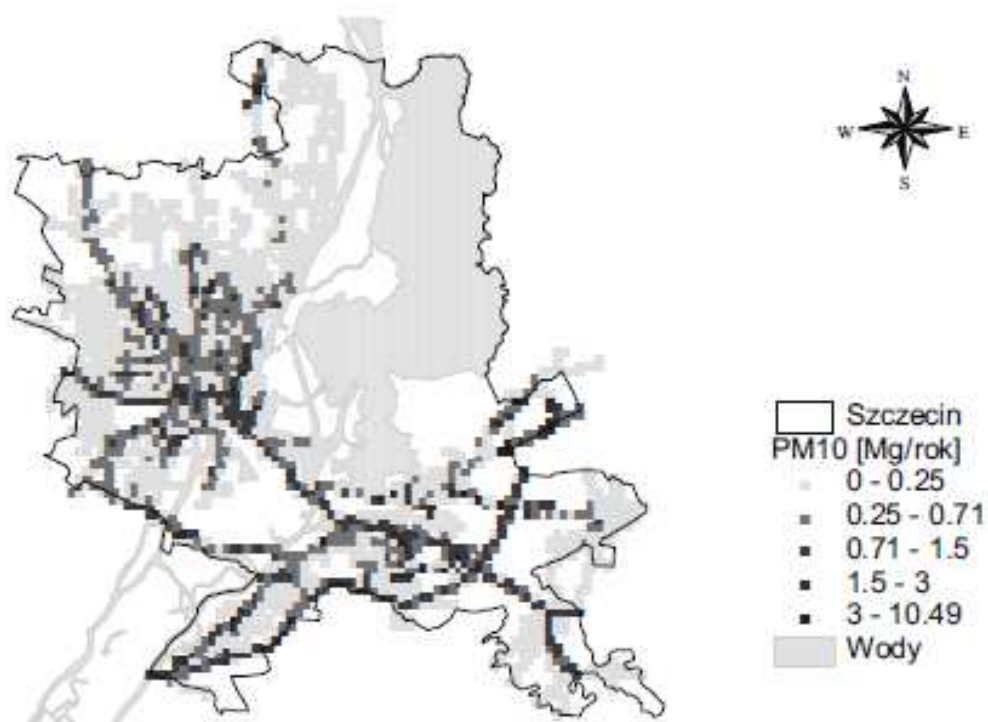 N
W E
S
Szczecin
PM10 [Mg/rok]
0 - 0.25
0.25 - 0.71
0.71 - 1.5
1.5 - 3
3 - 10.49
Wody